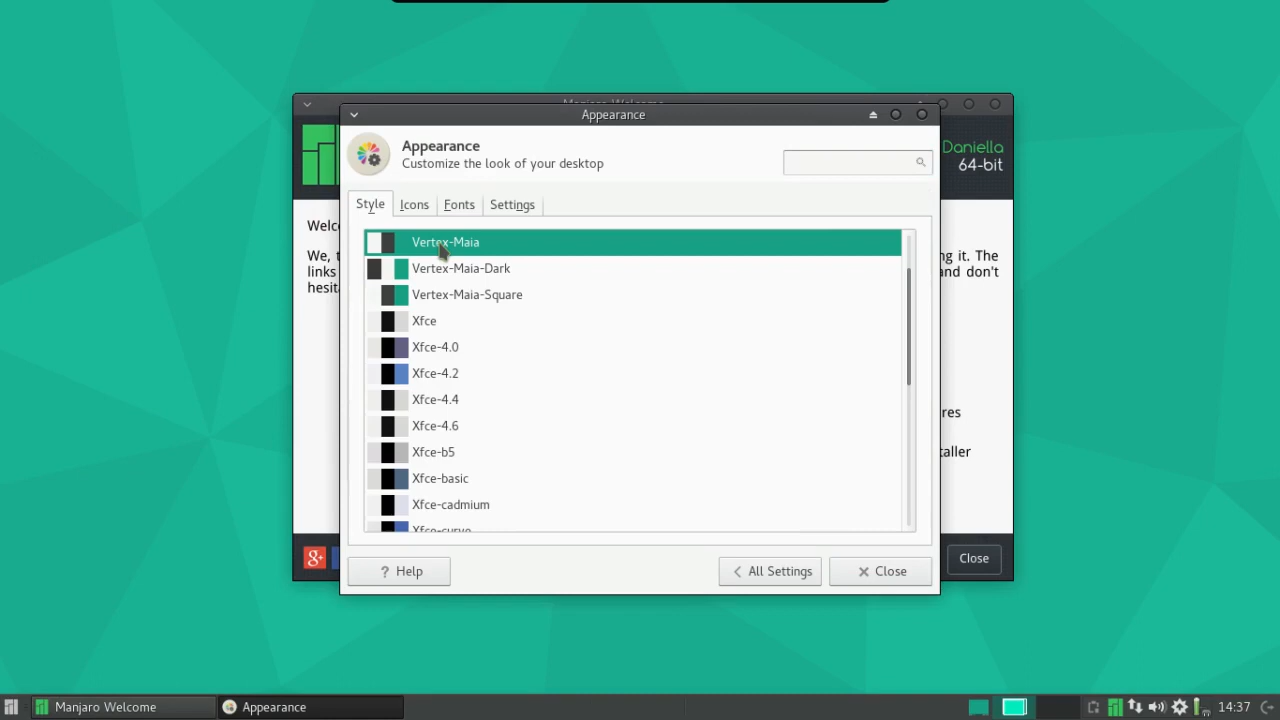 Appearance
Daniella
64-bit
Appearance
Customize the look of your desktop
Style
Icons
Fonts
Settings
We, t
links
hesit
g it. The
and don't
Vertex-Maia
Vertex-Maia-Dark
Vertex-Maia-Square
Xfce
Xfce-4.0
Xfce-4.2
Xfce-4.4
Xfce-4.6
Xfce-b5
Xfce-basic
Xfce-cadmium
Xfce-curve
res
taller
g+
? Help
All Settings
Close
Close
Manjaro Welcome
Appearance
14:37